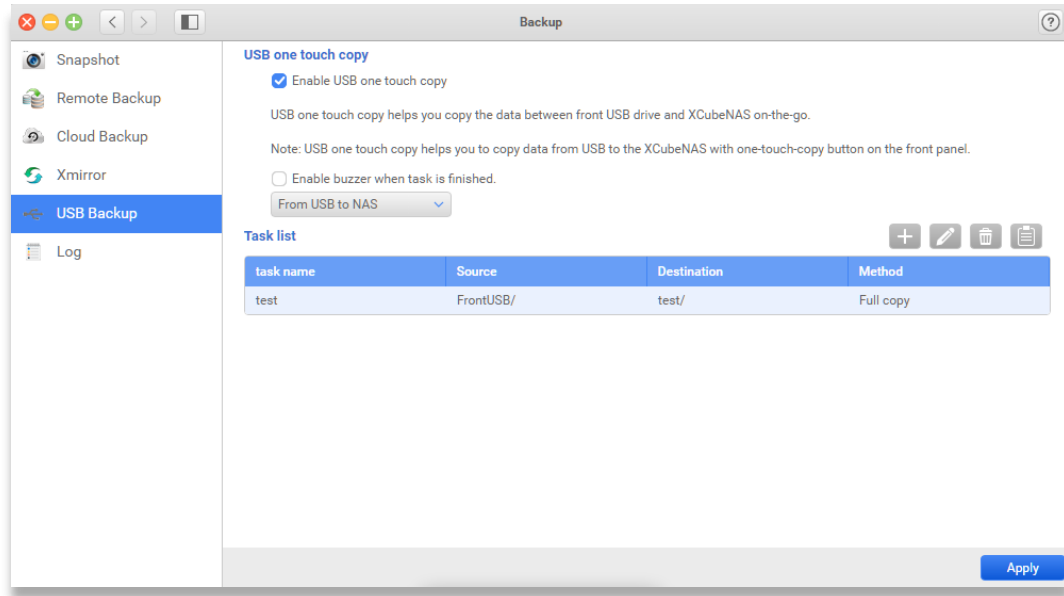 Backup
?
Snapshot
Remote Backup
Cloud Backup
Xmirror
USB Backup
Log
USB one touch copy
Enable USB one touch copy
USB one touch copy helps you copy the data between front USB drive and XCubeNAS on-the-go.
Note: USB one touch copy helps you to copy data from USB to the XCubeNAS with one-touch-copy button on the front panel.
Enable buzzer when task is finished.
From USB to NAS
Task list
task name Source Destination Method
test FrontUSB/ test/ Full copy
Apply